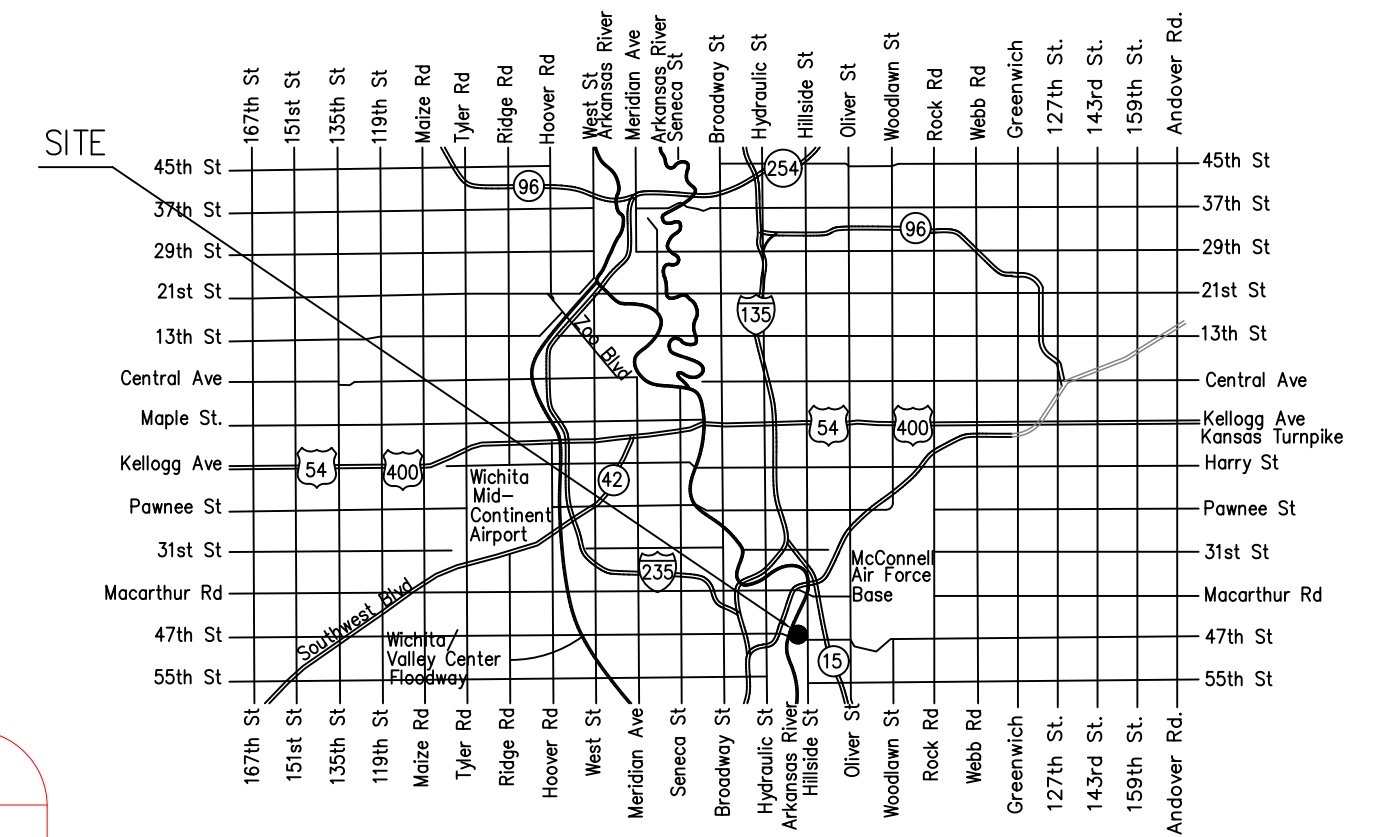 167th St
151st St
135th St
119th St
Maize Rd
Tyler Rd
Ridge Rd
Hoover Rd
West St
Arkansas River
Meridian Ave
Arkansas River
Seneca St
Broadway St
Hydraulic St
Hillside St
Oliver St
Woodlawn St
Rock Rd
Webb Rd
Greenwich
127th St.
143rd St.
159th St.
Andover Rd.
SITE
45th St
37th St
29th St
21st St
13th St
Central Ave
Maple St.
Kellogg Ave
Pawnee St
31st St
Macarthur Rd
47th St
55th St
96
254
96
135
Zoo Blvd
54
400
54
400
42
Wichita
Mid-
Continent
Airport
235
McConnell
Air Force
Base
Southwest Blvd
Wichita/
Valley Center
Floodway
15
45th St
37th St
29th St
21st St
13th St
Central Ave
Kellogg Ave
Kansas Turnpike
Harry St
Pawnee St
31st St
Macarthur Rd
47th St
55th St
167th St
151st St
135th St
119th St
Maize Rd
Tyler Rd
Ridge Rd
Hoover Rd
West St
Meridian Ave
Seneca St
Broadway St
Hydraulic St
Arkansas River
Hillside St
Oliver St
Woodlawn St
Rock Rd
Webb Rd
Greenwich
127th St.
143rd St.
159th St.
Andover Rd.